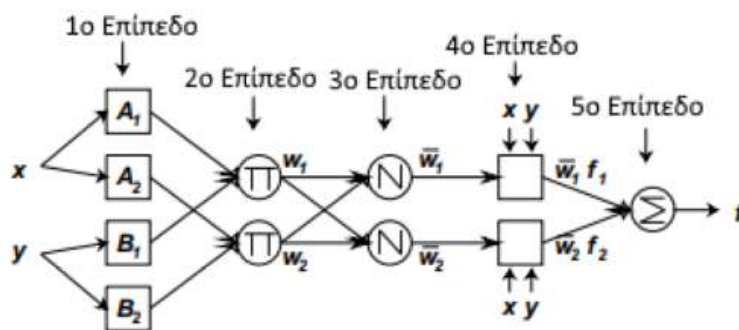 1ο Επίπεδο
4ο Επίπεδο
2ο Επίπεδο 3ο Επίπεδο
x y 5ο Επίπεδο
A₁
x A₂ Π w₁ N w̅₁ w̅₁ f₁
Σ f
y B₁ Π w₂ N w̅₂ w̅₂ f₂
B₂ x y